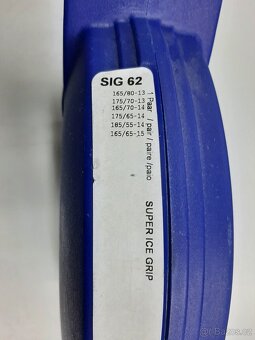 SIG 62
165/80-13
175/70-13
165/70-14
175/65-14
185/55-14
165/65-15
1 Paar / pair / paire /paio
SUPER ICE GRIP